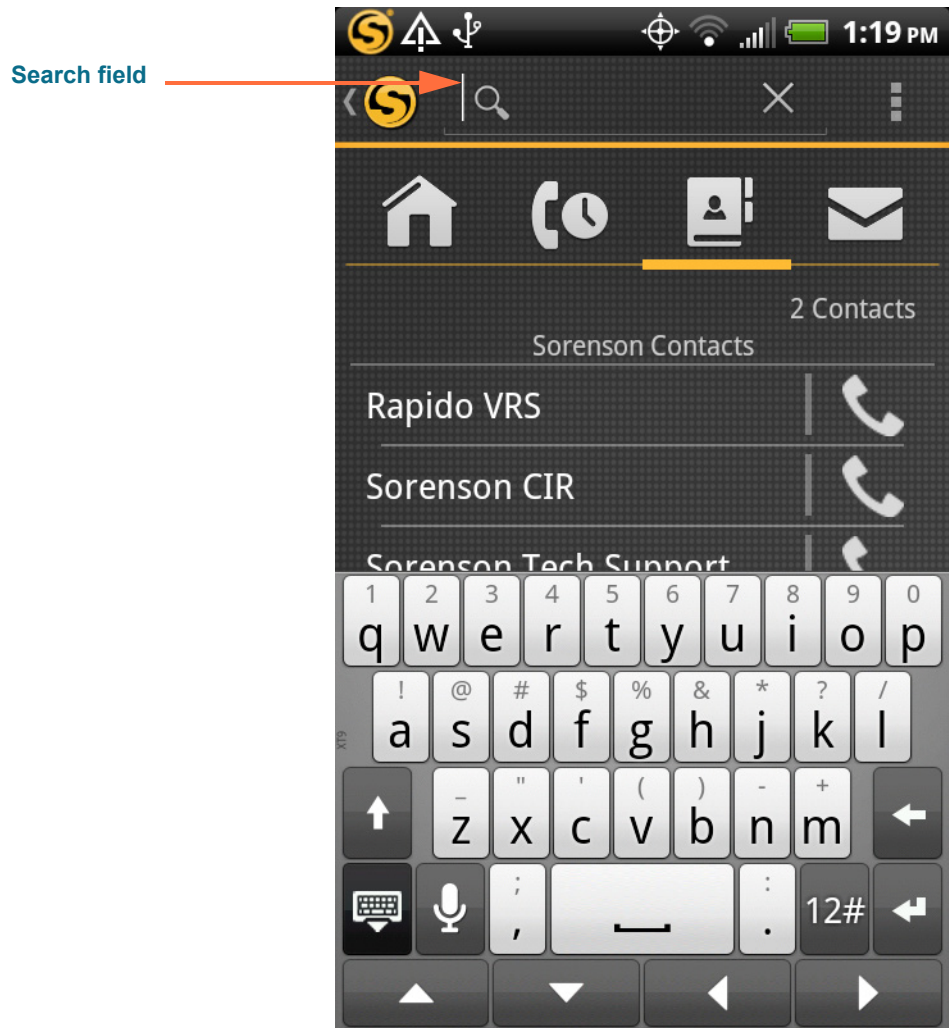 1:19 PM
Search field
2 Contacts
Sorenson Contacts
Rapido VRS
Sorenson CIR
Sorenson Tech Support
1 2 3 4 5 6 7 8 9 0
q w e r t y u i o p
! @ # $ % & * ? /
a s d f g h j k l
XT9
_ " ' ( ) - +
z x c v b n m
; :
, . 12#